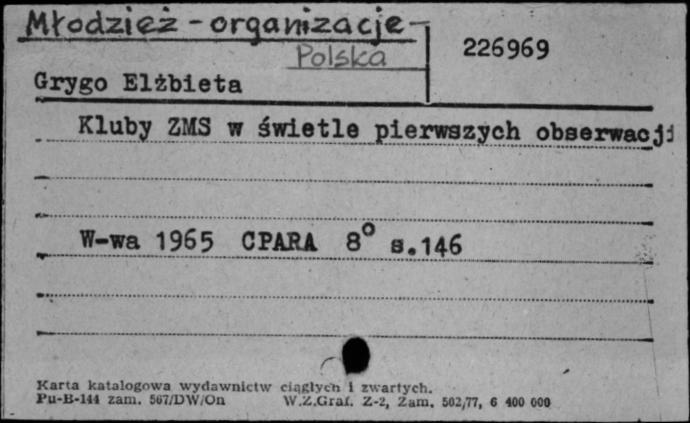 Młodzież - organizacje -
Polska
226969
Grygo Elżbieta
Kluby ZMS w świetle pierwszych obserwacji
W-wa 1965 CPARA 8° s.146
Karta katalogowa wydawnictw ciągłych i zwartych.
Pu-B-144 zam. 567/DW/On W.Z.Graf. Z-2, Zam. 502/77, 6 400 000